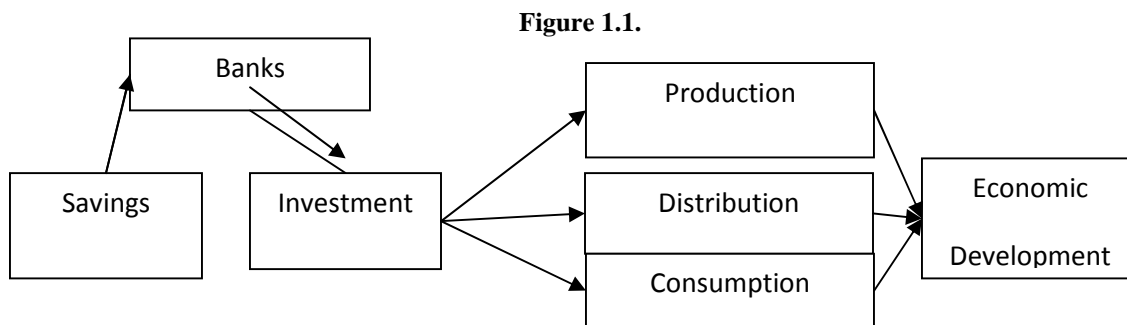 Figure 1.1.
Banks
Savings
Investment
Production
Distribution
Consumption
Economic
Development